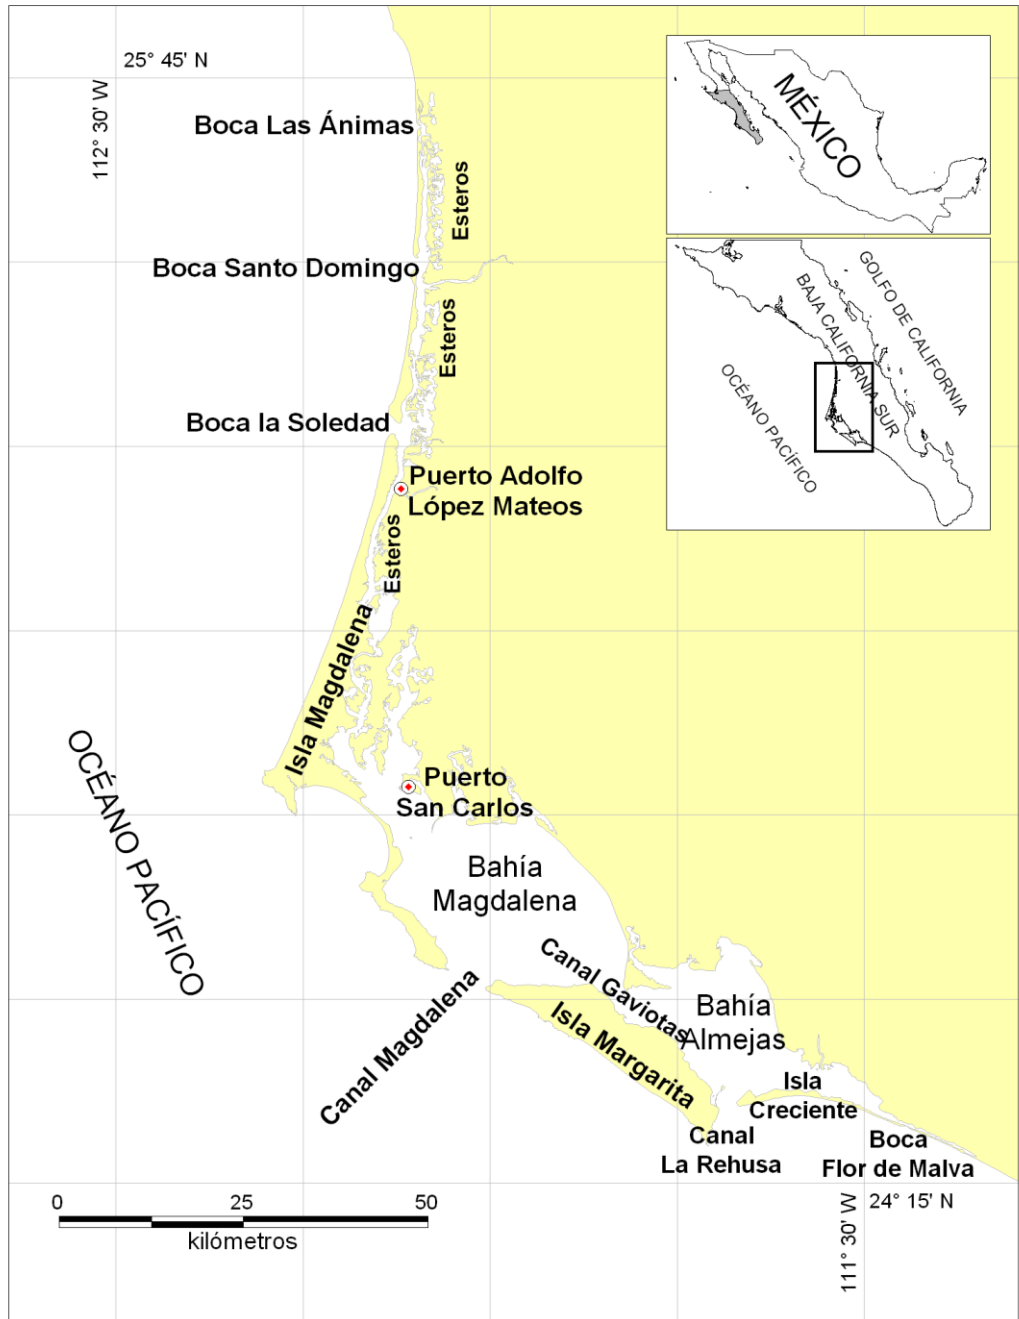 25° 45' N
112° 30' W
Boca Las Ánimas
Esteros
Boca Santo Domingo
Esteros
Boca la Soledad
Puerto Adolfo
López Mateos
Esteros
Isla Magdalena
Puerto
San Carlos
OCÉANO PACÍFICO
Bahía
Magdalena
Canal Magdalena
Canal Gaviotas
Isla Margarita
Bahía
Almejas
Isla
Creciente
Canal
La Rehusa
Boca
Flor de Malva
0 25 50
kilómetros
111° 30' W
24° 15' N
MÉXICO
GOLFO DE CALIFORNIA
BAJA CALIFORNIA SUR
OCÉANO PACÍFICO